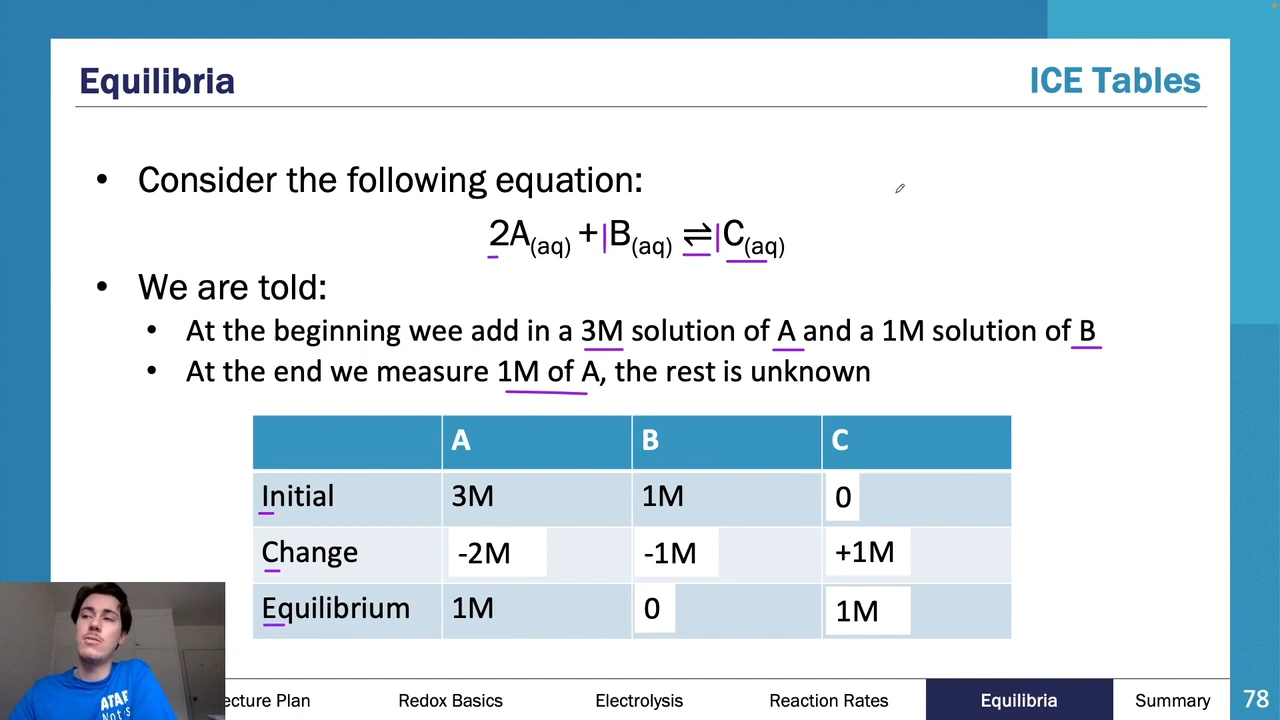 Equilibria
ICE Tables
• Consider the following equation:
2A(aq) + |B(aq) ⇌ |C(aq)
• We are told:
• At the beginning wee add in a 3M solution of A and a 1M solution of B
• At the end we measure 1M of A, the rest is unknown
A B C
Initial 3M 1M 0
Change -2M -1M +1M
Equilibrium 1M 0 1M
ATAR
Notes
ecture Plan Redox Basics Electrolysis Reaction Rates Equilibria Summary 78